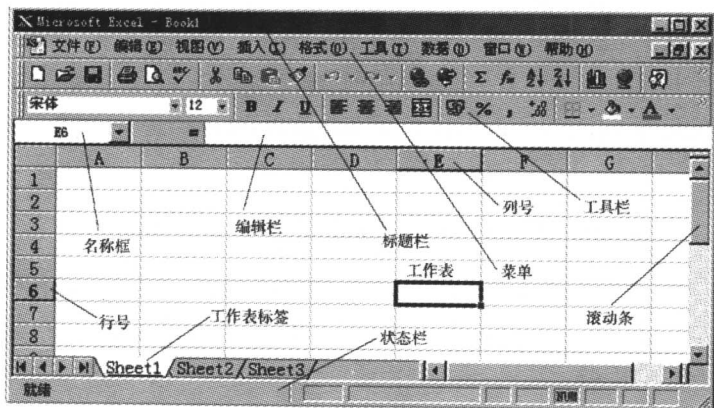 Microsoft Excel - Book1
文件(F) 编辑(E) 视图(V) 插入(I) 格式(O) 工具(T) 数据(D) 窗口(W) 帮助(H)
宋体 12 B I U % ,
E6 =
A B C D E F G
1
2
列号 工具栏
3
编辑栏
4
名称框 标题栏
5
工作表 菜单
6
7
行号 工作表标签 滚动条
8
状态栏
Sheet1 Sheet2 Sheet3
就绪